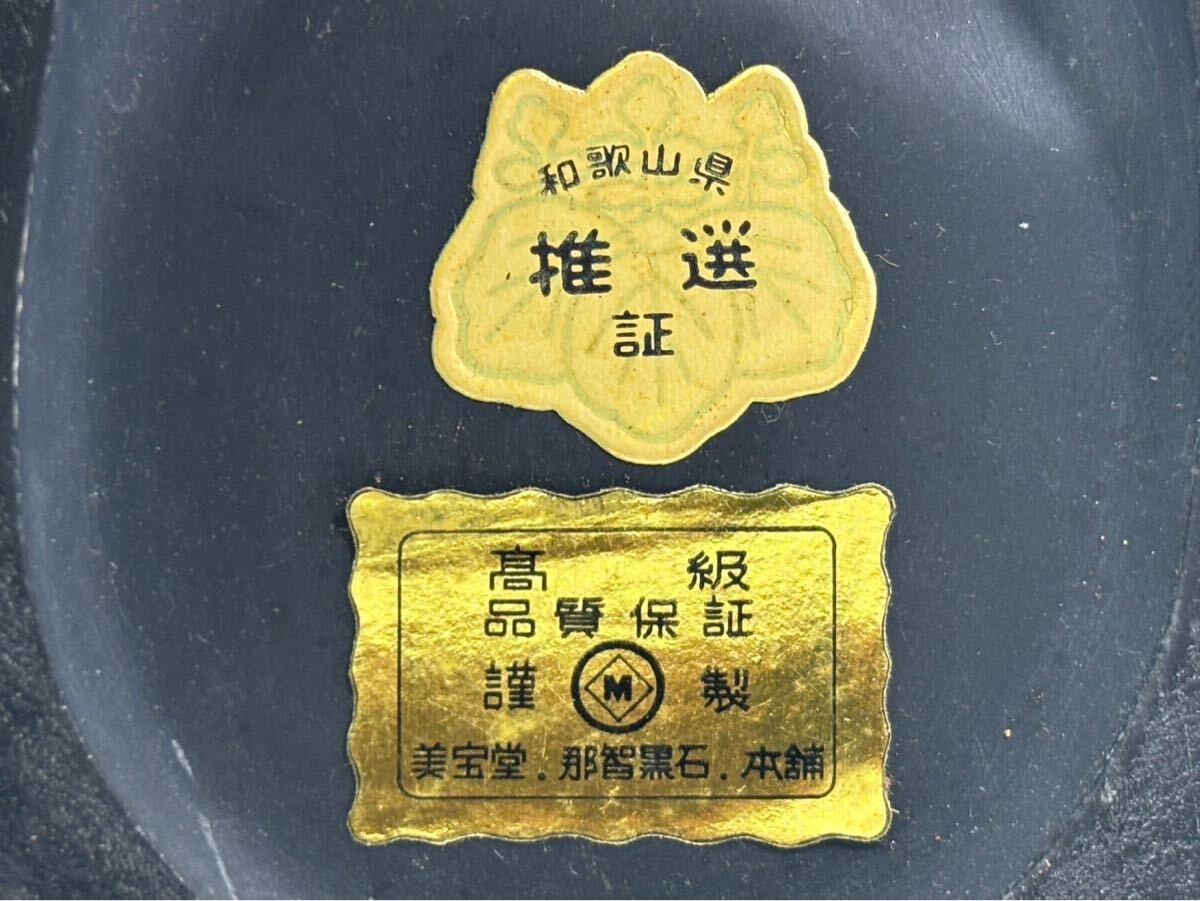 和歌山県
推選
証
髙級
品質保証
謹 M 製
美宝堂.那智黒石.本舗